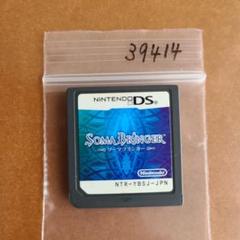 39414
NINTENDO DS
SOMA BRINGER
ソーマブリンガー
Nintendo
NTR-YBSJ-JPN